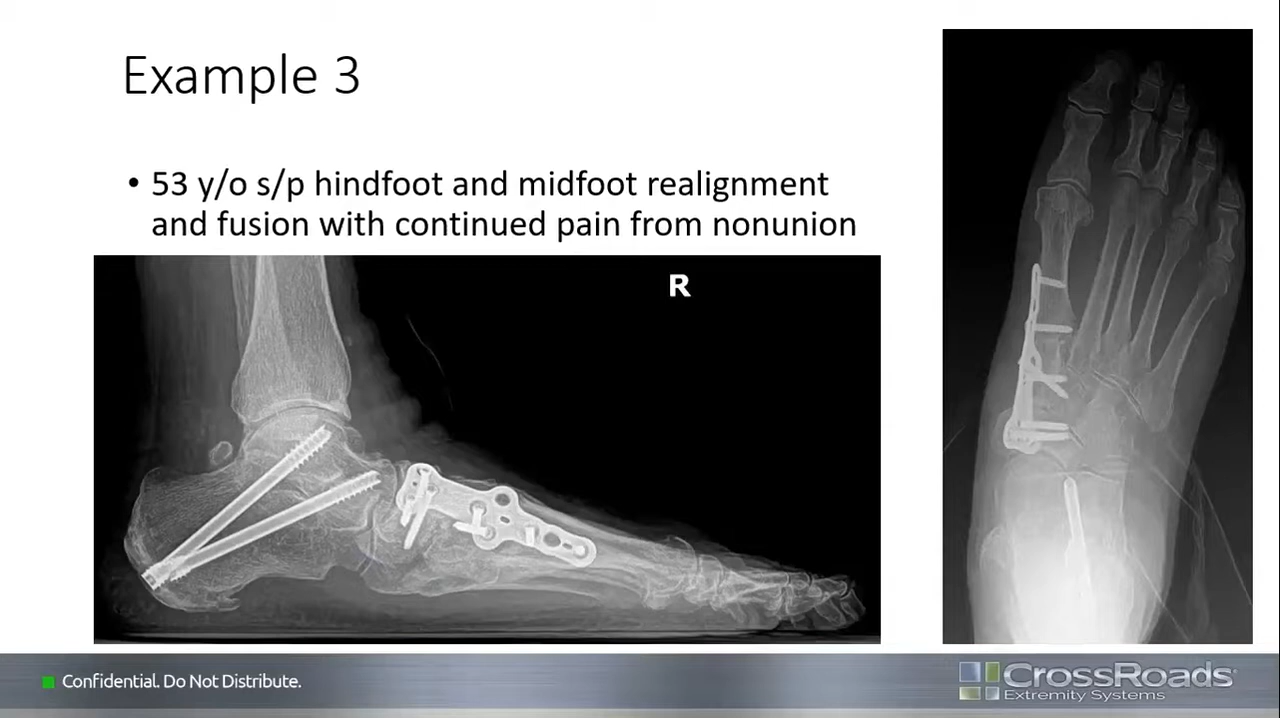 Example 3
• 53 y/o s/p hindfoot and midfoot realignment
and fusion with continued pain from nonunion
R
Confidential. Do Not Distribute.
CrossRoads
Extremity Systems